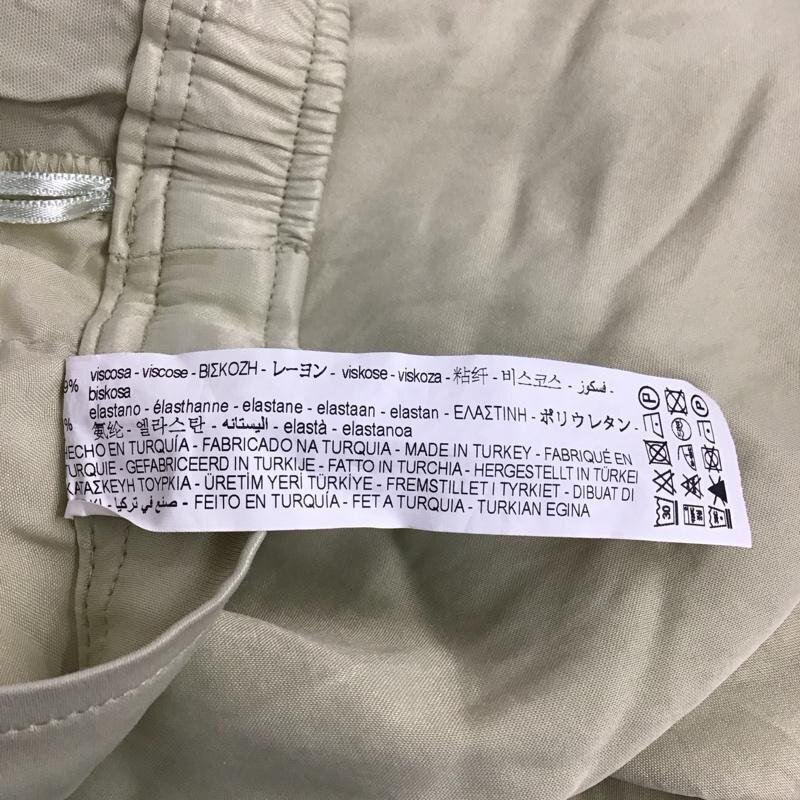 9% viscosa - viscose - ΒΙΣΚΟΖΗ - レーヨン - viskose - viskoza - 粘纤 - 비스코스 - فسكوز -
biskosa
elastano - élasthanne - elastane - elastaan - elastan - ΕΛΑΣΤΙΝΗ - ポリウレタン -
% 氨纶 - 엘라스탄 - اليستانه - elastà - elastanoa
HECHO EN TURQUÍA - FABRICADO NA TURQUIA - MADE IN TURKEY - FABRIQUÉ EN
TURQUIE - GEFABRICEERD IN TURKIJE - FATTO IN TURCHIA - HERGESTELLT IN TÜRKEI
ΚΑΤΑΣΚΕΥΗ ΤΟΥΡΚΙΑ - ÜRETİM YERİ TÜRKİYE - FREMSTILLET I TYRKIET - DIBUAT DI
KI - صنع في تركيا - FEITO EN TURQUÍA - FET A TURQUIA - TURKIAN EGINA
P P